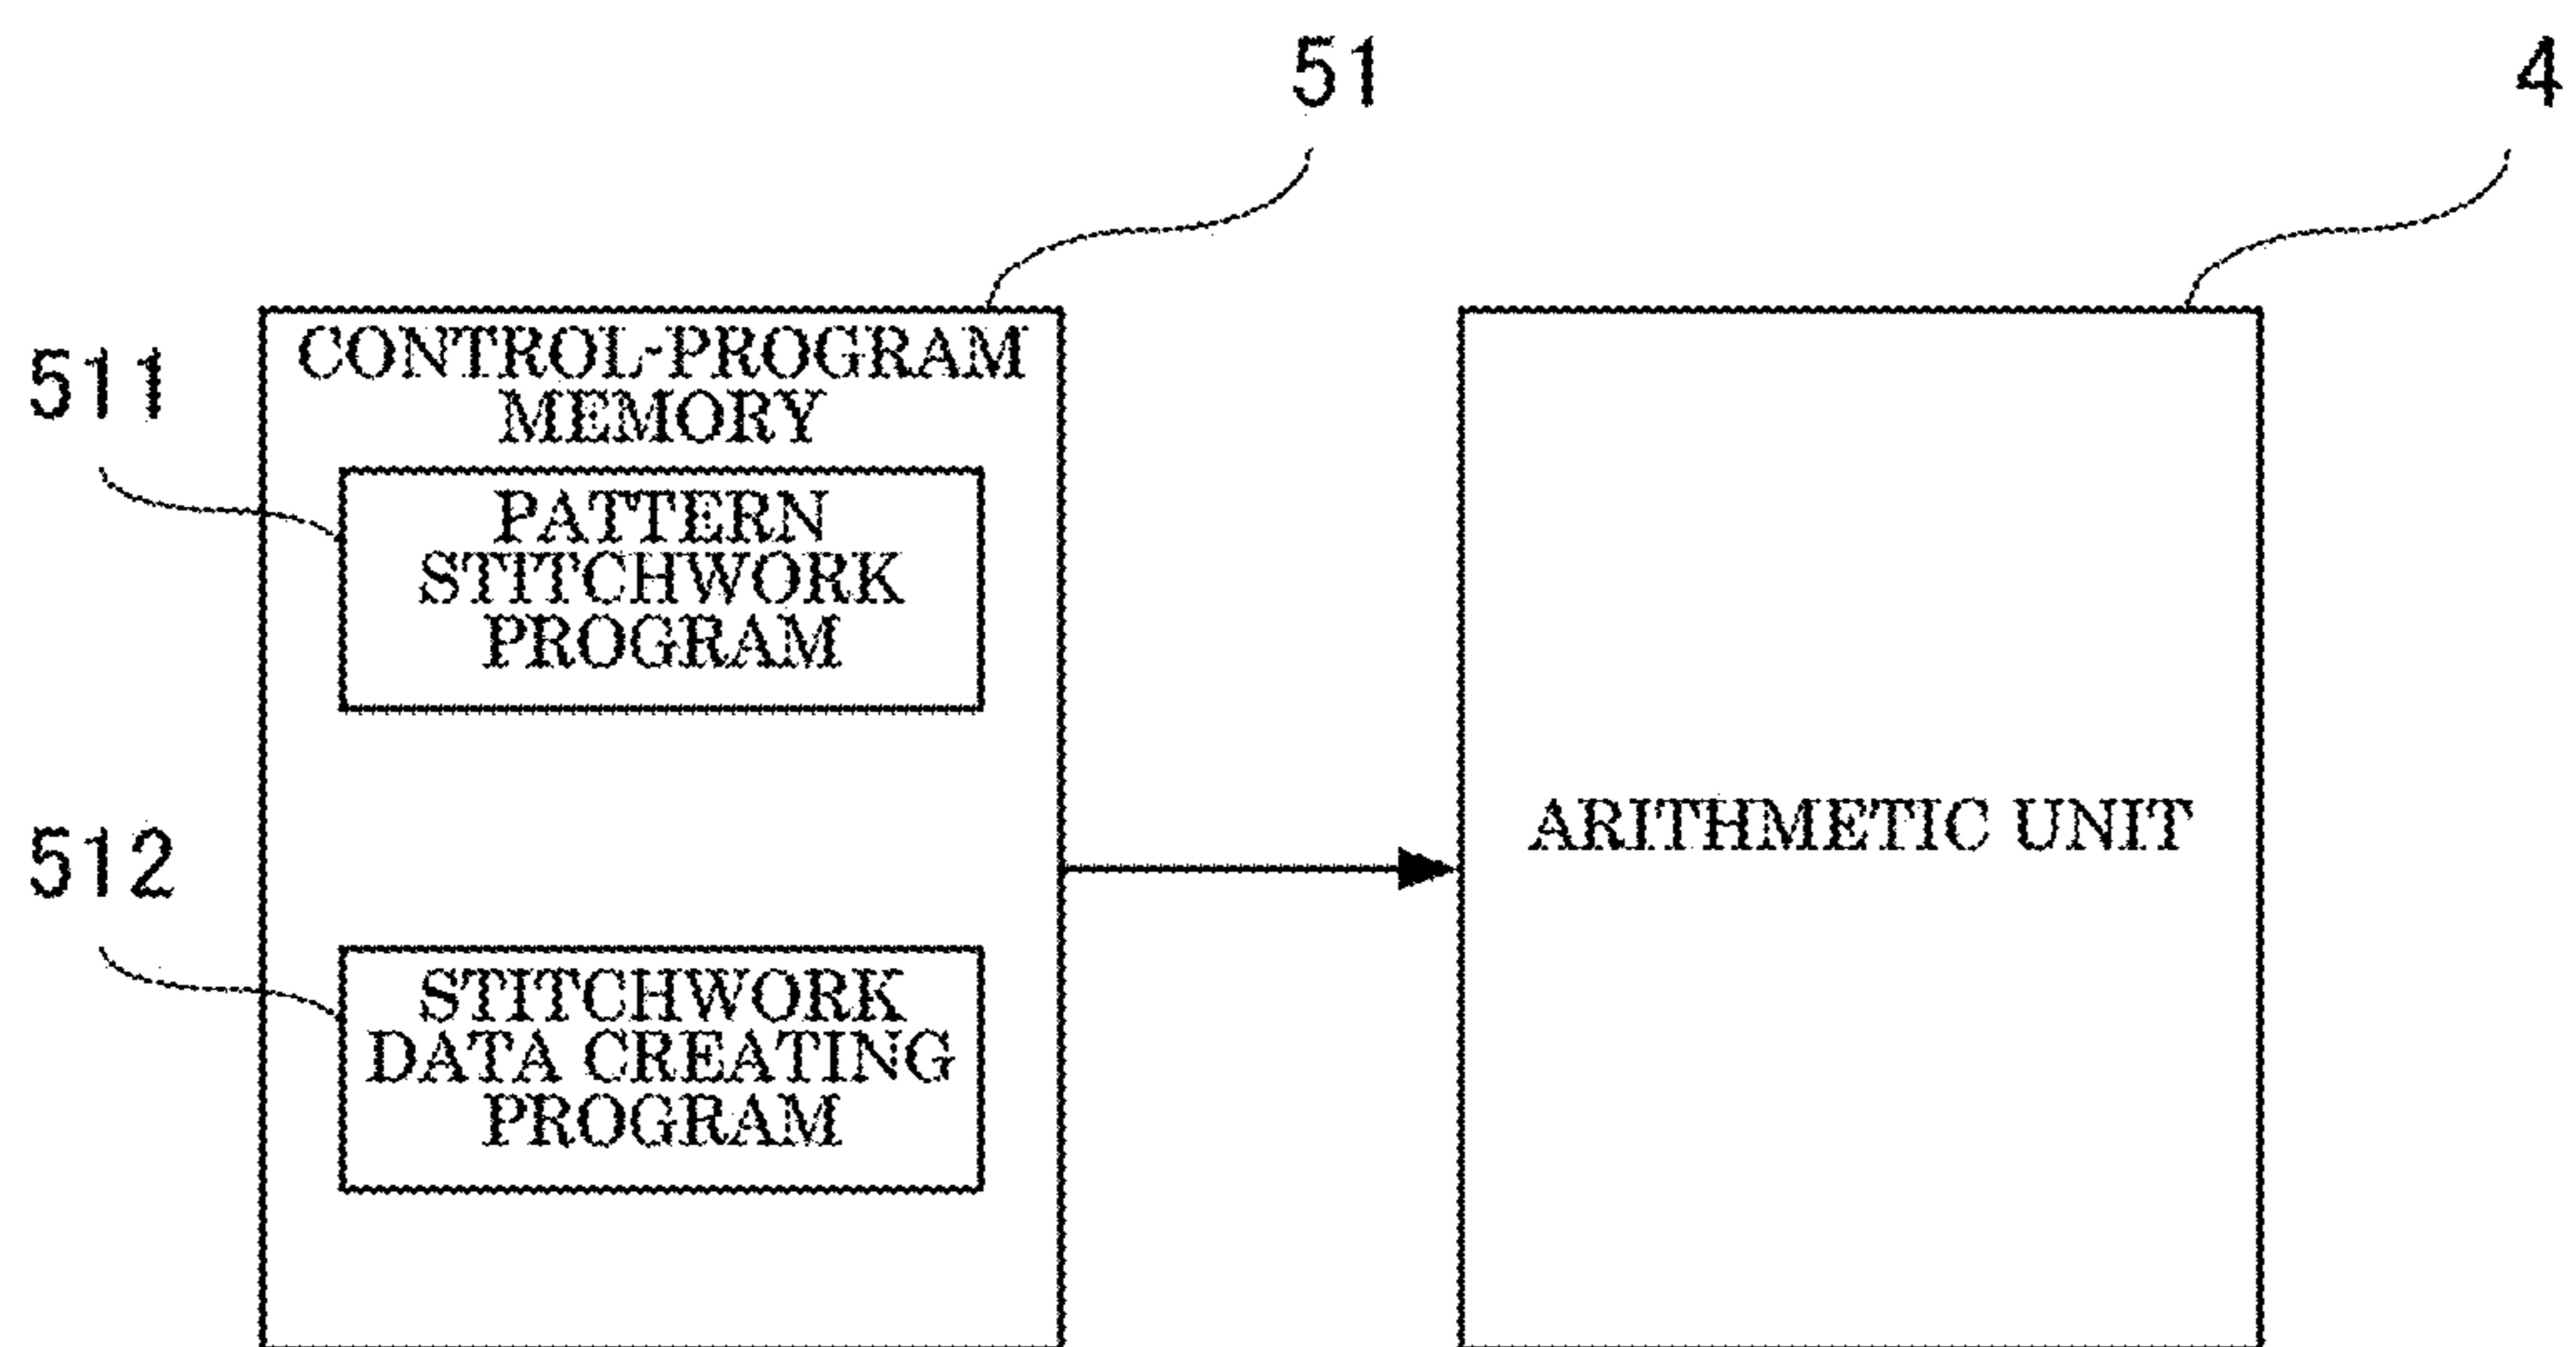 51
4
CONTROL-PROGRAM
MEMORY
511
PATTERN
STITCHWORK
PROGRAM
ARITHMETIC UNIT
512
STITCHWORK
DATA CREATING
PROGRAM